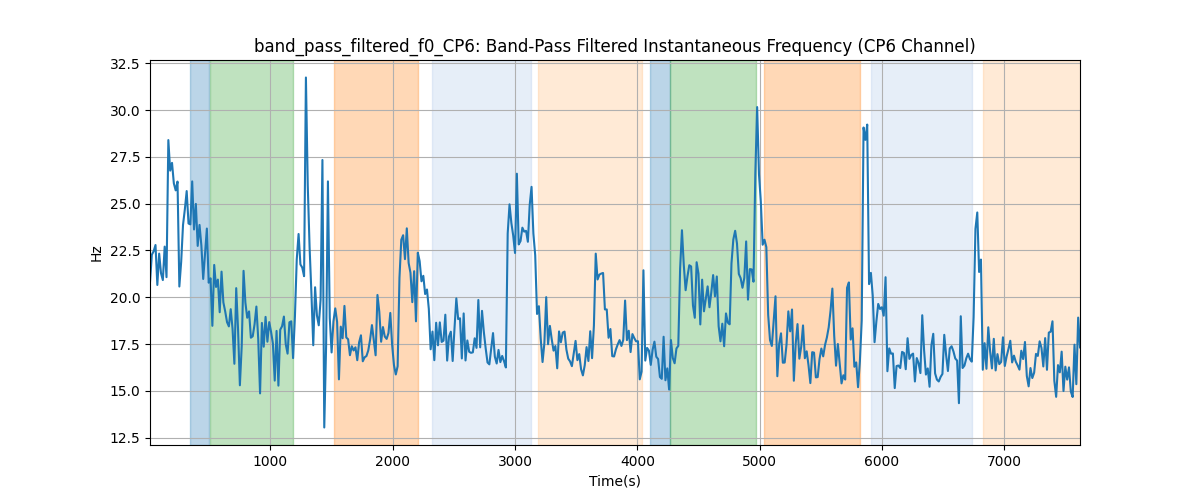 band_pass_filtered_f0_CP6: Band-Pass Filtered Instantaneous Frequency (CP6 Channel)
32.5
30.0
27.5
25.0
22.5
20.0
17.5
15.0
12.5
Hz
1000 2000 3000 4000 5000 6000 7000
Time(s)